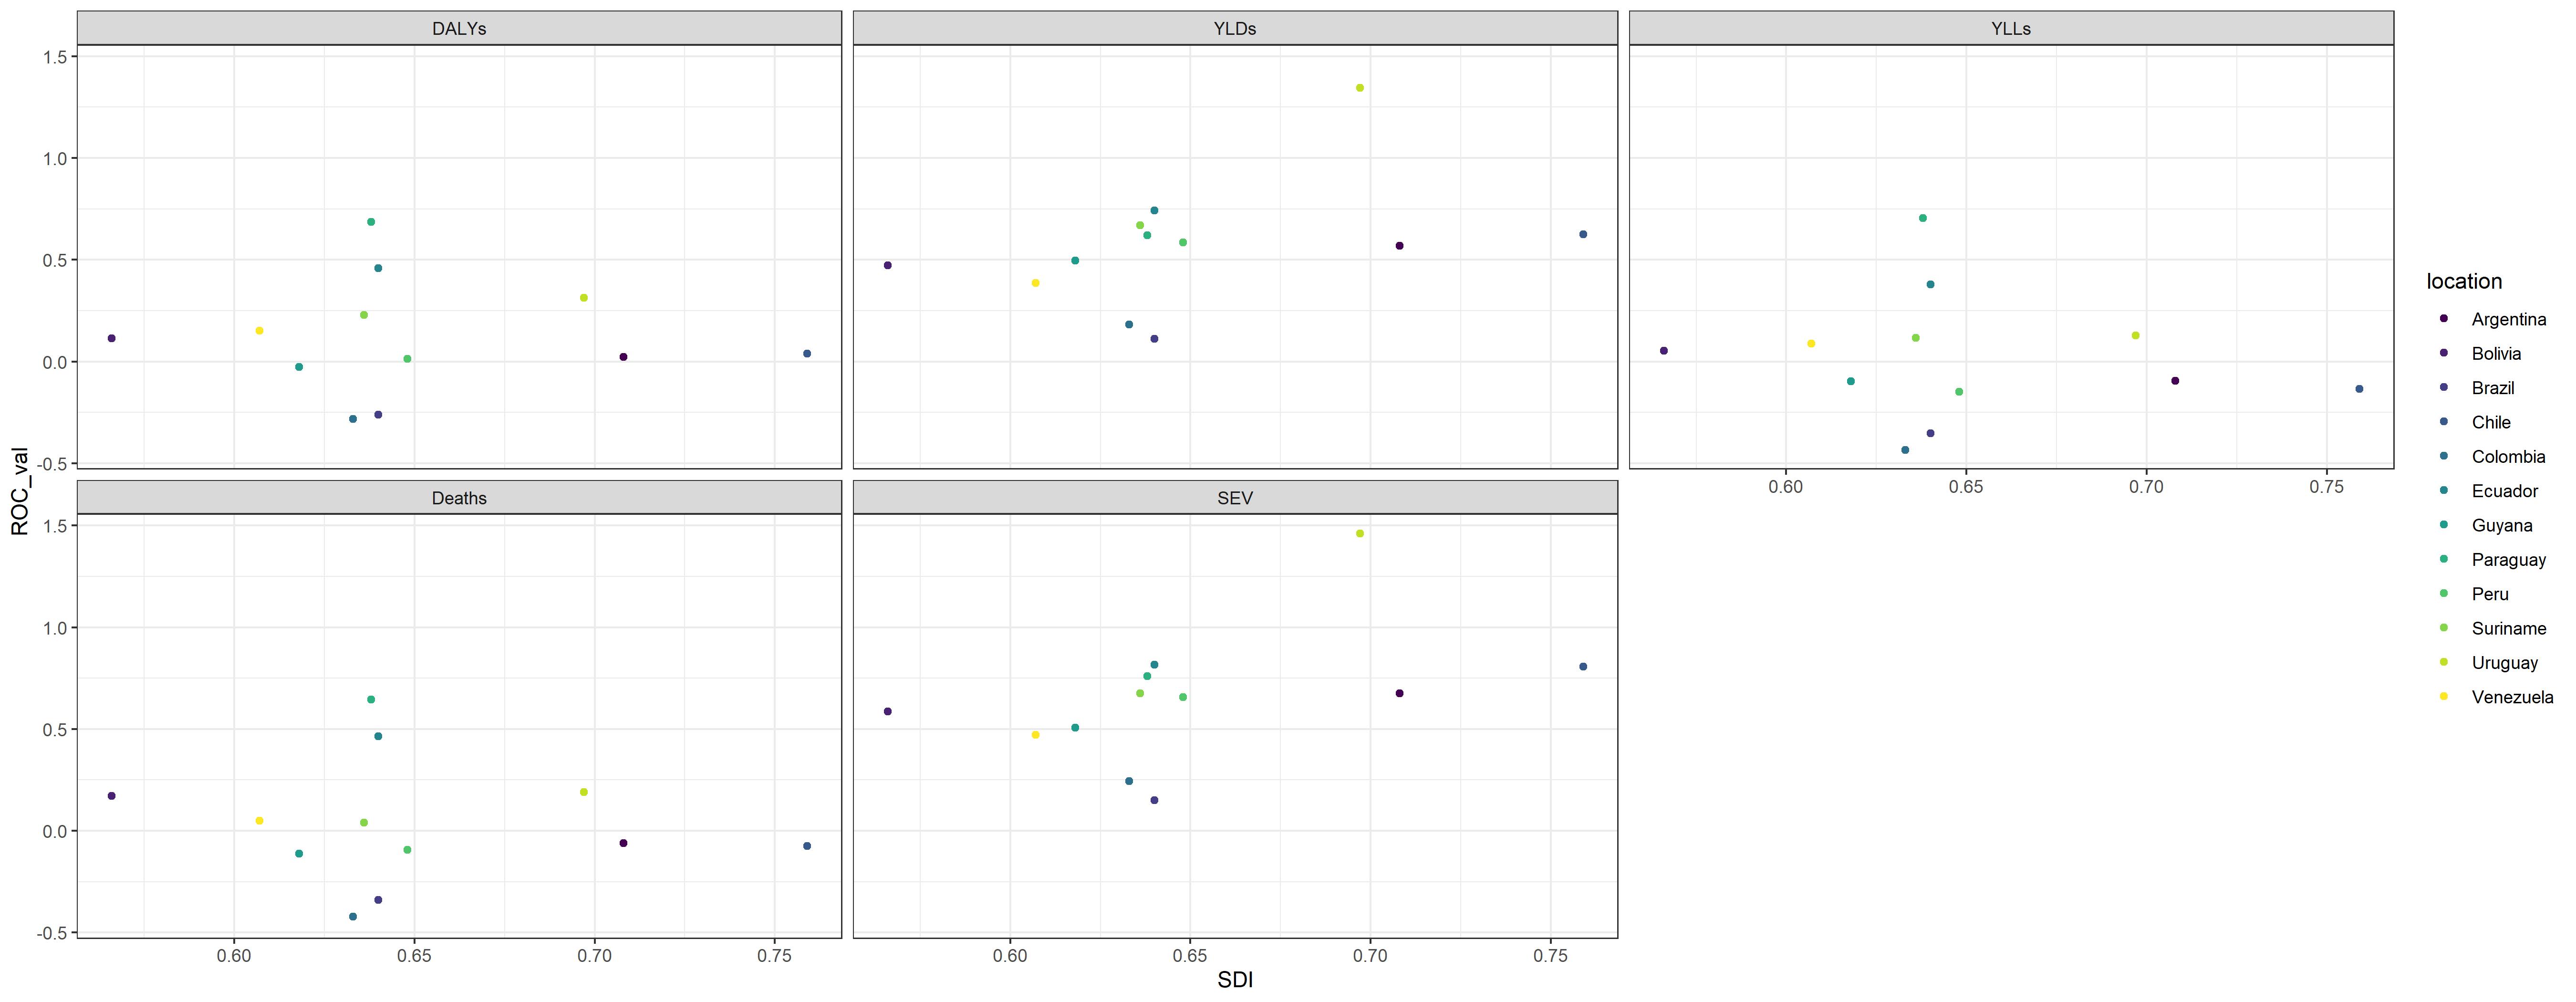 DALYs
YLDs
YLLs
1.5
1.0
0.5
0.0
-0.5
0.60
0.65
0.70
0.75
Deaths
SEV
1.5
1.0
0.5
0.0
-0.5
0.60
0.65
0.70
0.75
0.60
0.65
0.70
0.75
SDI
ROC_val
location
Argentina
Bolivia
Brazil
Chile
Colombia
Ecuador
Guyana
Paraguay
Peru
Suriname
Uruguay
Venezuela